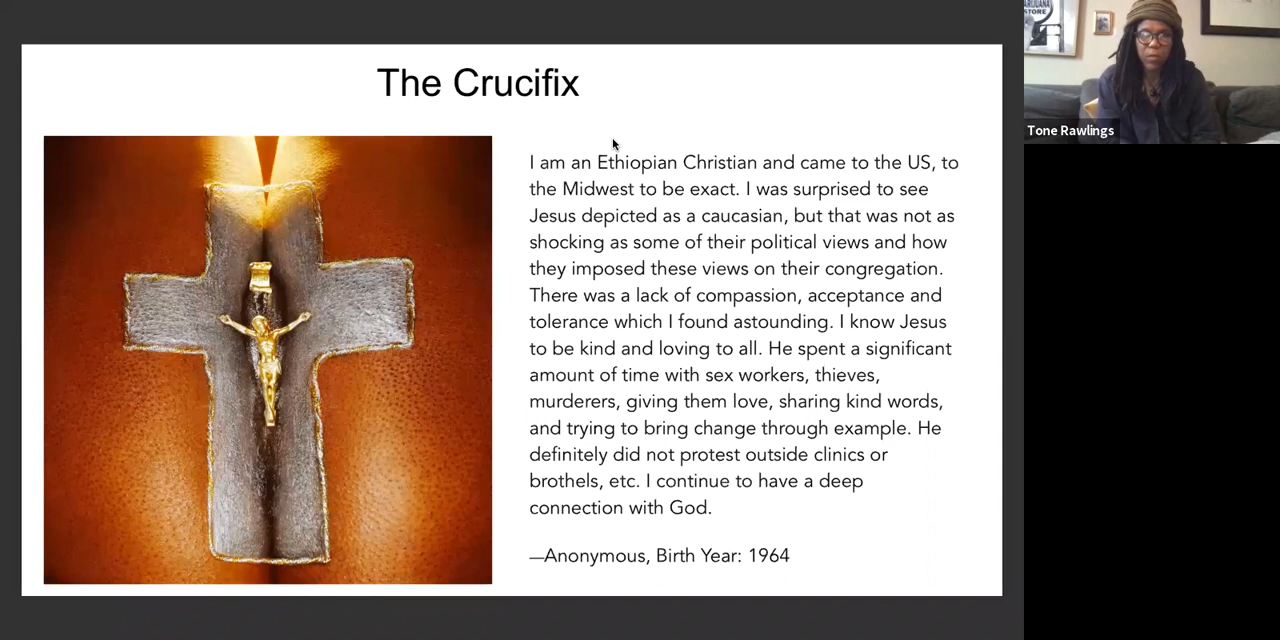 The Crucifix
I am an Ethiopian Christian and came to the US, to
the Midwest to be exact. I was surprised to see
Jesus depicted as a caucasian, but that was not as
shocking as some of their political views and how
they imposed these views on their congregation.
There was a lack of compassion, acceptance and
tolerance which I found astounding. I know Jesus
to be kind and loving to all. He spent a significant
amount of time with sex workers, thieves,
murderers, giving them love, sharing kind words,
and trying to bring change through example. He
definitely did not protest outside clinics or
brothels, etc. I continue to have a deep
connection with God.
—Anonymous, Birth Year: 1964
STORE
Tone Rawlings